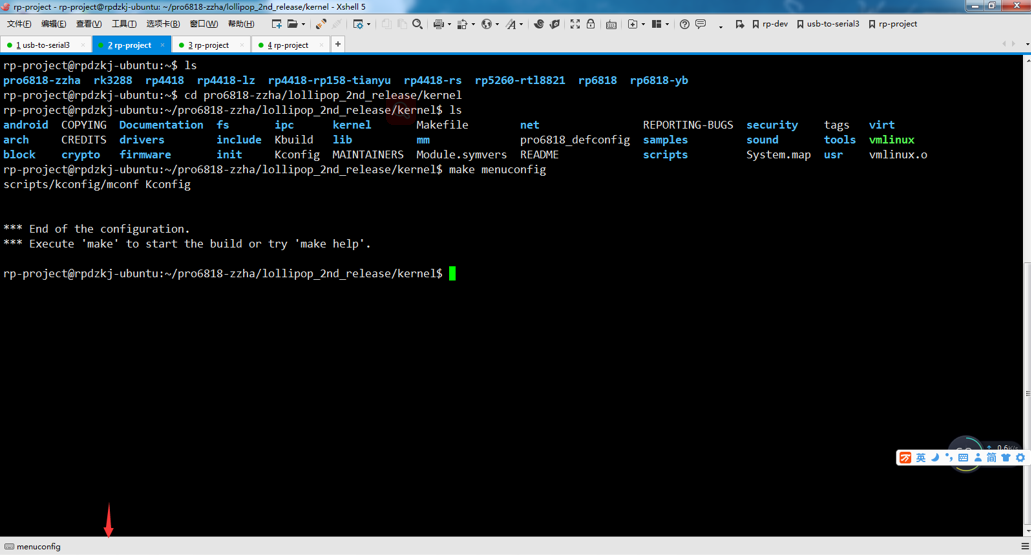 rp-project - rp-project@rpdzkj-ubuntu: ~/pro6818-zzha/lollipop_2nd_release/kernel - Xshell 5
文件(F) 编辑(E) 查看(V) 工具(T) 选项卡(B) 窗口(W) 帮助(H) rp-dev usb-to-serial3 rp-project
1 usb-to-serial3 × 2 rp-project × 3 rp-project × 4 rp-project × +
rp-project@rpdzkj-ubuntu:~$ ls
pro6818-zzha rk3288 rp4418 rp4418-lz rp4418-rp158-tianyu rp4418-rs rp5260-rtl8821 rp6818 rp6818-yb
rp-project@rpdzkj-ubuntu:~$ cd pro6818-zzha/lollipop_2nd_release/kernel
rp-project@rpdzkj-ubuntu:~/pro6818-zzha/lollipop_2nd_release/kernel$ ls
android COPYING Documentation fs ipc kernel Makefile net REPORTING-BUGS security tags virt
arch CREDITS drivers include Kbuild lib mm pro6818_defconfig samples sound tools vmlinux
block crypto firmware init Kconfig MAINTAINERS Module.symvers README scripts System.map usr vmlinux.o
rp-project@rpdzkj-ubuntu:~/pro6818-zzha/lollipop_2nd_release/kernel$ make menuconfig
scripts/kconfig/mconf Kconfig
*** End of the configuration.
*** Execute 'make' to start the build or try 'make help'.
rp-project@rpdzkj-ubuntu:~/pro6818-zzha/lollipop_2nd_release/kernel$
英 简
menuconfig